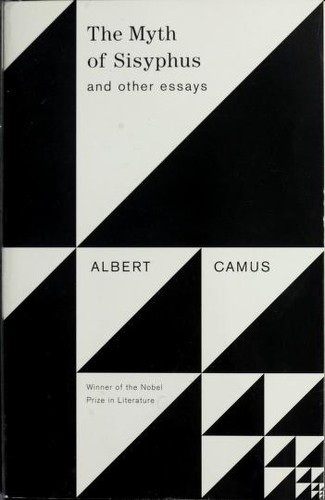 The Myth
of Sisyphus
and other essays
ALBERT CAMUS
Winner of the Nobel
Prize in Literature